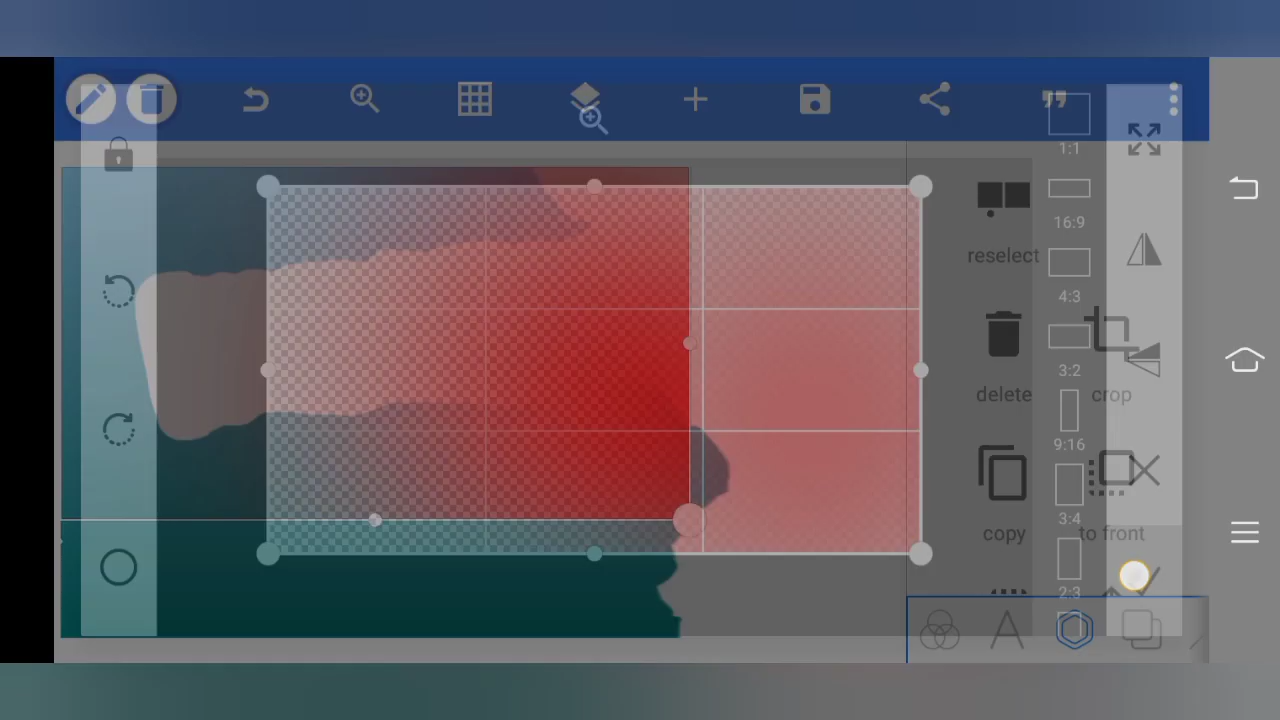 1:1
16:9
reselect
4:3
3:2
delete
crop
9:16
3:4
copy
to front
2:3
A